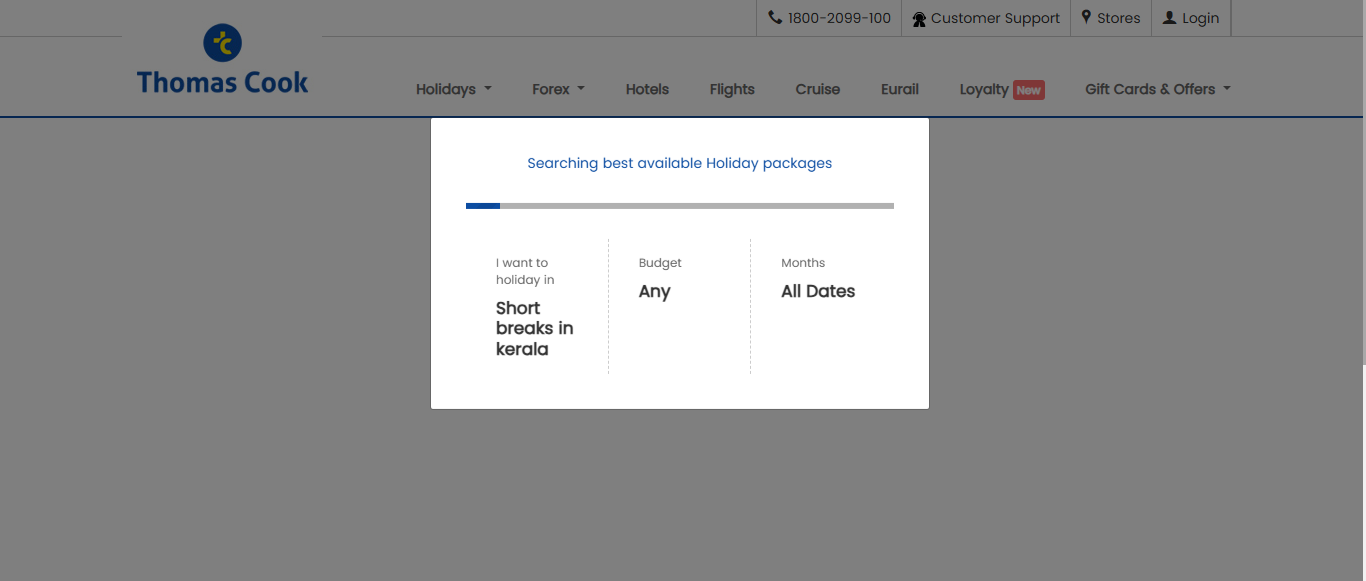 1800-2099-100 Customer Support Stores Login
Thomas Cook
Holidays Forex Hotels Flights Cruise Eurail Loyalty New Gift Cards & Offers
Searching best available Holiday packages
I want to
holiday in
Short
breaks in
kerala
Budget
Any
Months
All Dates